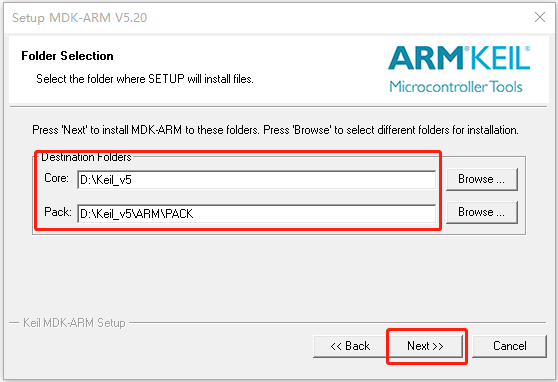 Setup MDK-ARM V5.20
Folder Selection
Select the folder where SETUP will install files.
ARM®KEIL
Microcontroller Tools
Press 'Next' to install MDK-ARM to these folders. Press 'Browse' to select different folders for installation.
Destination Folders
Core: D:\Keil_v5 Browse ...
Pack: D:\Keil_v5\ARM\PACK Browse ...
Keil MDK-ARM Setup
<< Back Next >> Cancel